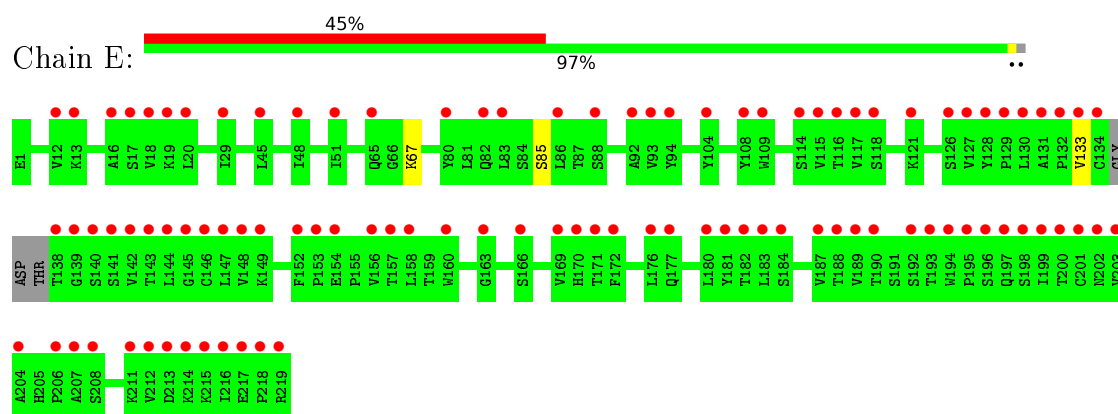 45%
Chain E:
97%
E1 V12 K13 A16 S17 V18 K19 L20 I29 L45 I48 I51 Q65 G66 K67 Y80 L81 Q82 L83 S84 S85 L86 T87 S88 A92 V93 Y94 Y104 Y108 W109 S114 V115 T116 V117 S118 K121 S126 V127 Y128 P129 L130 A131 P132 V133 C134 GLY
ASP THR T138 G139 S140 S141 V142 T143 L144 G145 C146 L147 V148 K149 F152 P153 E154 P155 V156 T157 L158 T159 W160 G163 S166 V169 H170 T171 F172 L176 Q177 L180 Y181 T182 L183 S184 V187 T188 V189 T190 S191 S192 T193 W194 P195 S196 Q197 S198 I199 T200 C201 N202 V203
A204 H205 P206 A207 S208 K211 V212 D213 K214 K215 I216 E217 P218 R219